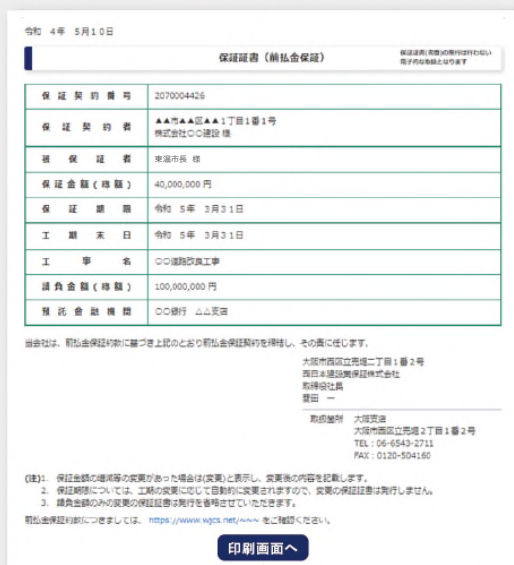 令和 4年 5月10日
保証証書(前払金保証)
保証証書(書面)の発行は行わない
電子的な取扱となります
保証契約番号 2070004426
保証契約者 ▲▲市▲▲区▲▲1丁目1番1号
株式会社〇〇建設 様
被保証者 東温市長 様
保証金額(総額) 40,000,000 円
保証期限 令和 5年 3月31日
工期末日 令和 5年 3月31日
工事名 〇〇道路改良工事
請負金額(総額) 100,000,000 円
預託金融機関 〇〇銀行 △△支店
当会社は、前払金保証約款に基づき上記のとおり前払金保証契約を締結し、その責に任じます。
大阪市西区立売堀二丁目1番2号
西日本建設業保証株式会社
取締役社長
一
取扱箇所 大阪支店
大阪市西区立売堀2丁目1番2号
TEL:06-6543-2711
FAX:0120-504160
(注)1. 保証金額の増減等の変更があった場合は(変更)と表示し、変更後の内容を記載します。
2. 保証期限については、工期の変更に応じて自動的に変更されますので、変更の保証証書は発行しません。
3. 請負金額のみの変更の保証証書は発行を省略させていただきます。
前払金保証約款につきましては、https://www.wjcs.net/~~~ をご確認ください。
印刷画面へ